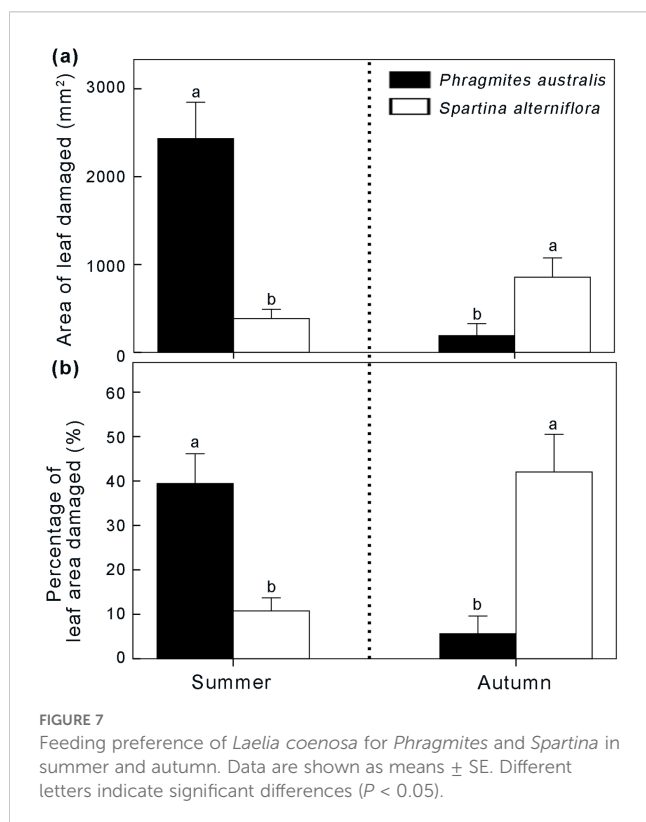 (a)
Area of leaf damaged (mm²)
3000
2000
1000
0
a
b
b
a
Phragmites australis
Spartina alterniflora
(b)
Percentage of
leaf area damaged (%)
60
50
40
30
20
10
0
a
b
b
a
Summer
Autumn
FIGURE 7
Feeding preference of Laelia coenosa for Phragmites and Spartina in
summer and autumn. Data are shown as means ± SE. Different
letters indicate significant differences (P < 0.05).